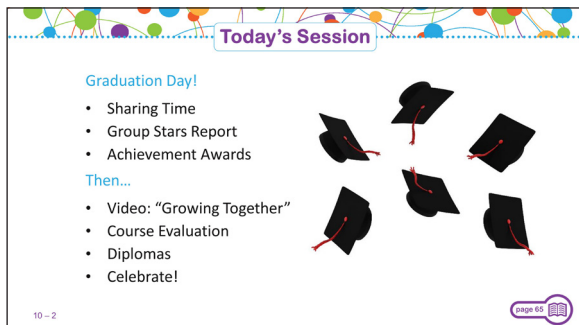 Today's Session
Graduation Day!
• Sharing Time
• Group Stars Report
• Achievement Awards
Then...
• Video: “Growing Together”
• Course Evaluation
• Diplomas
• Celebrate!
10 – 2
page 65